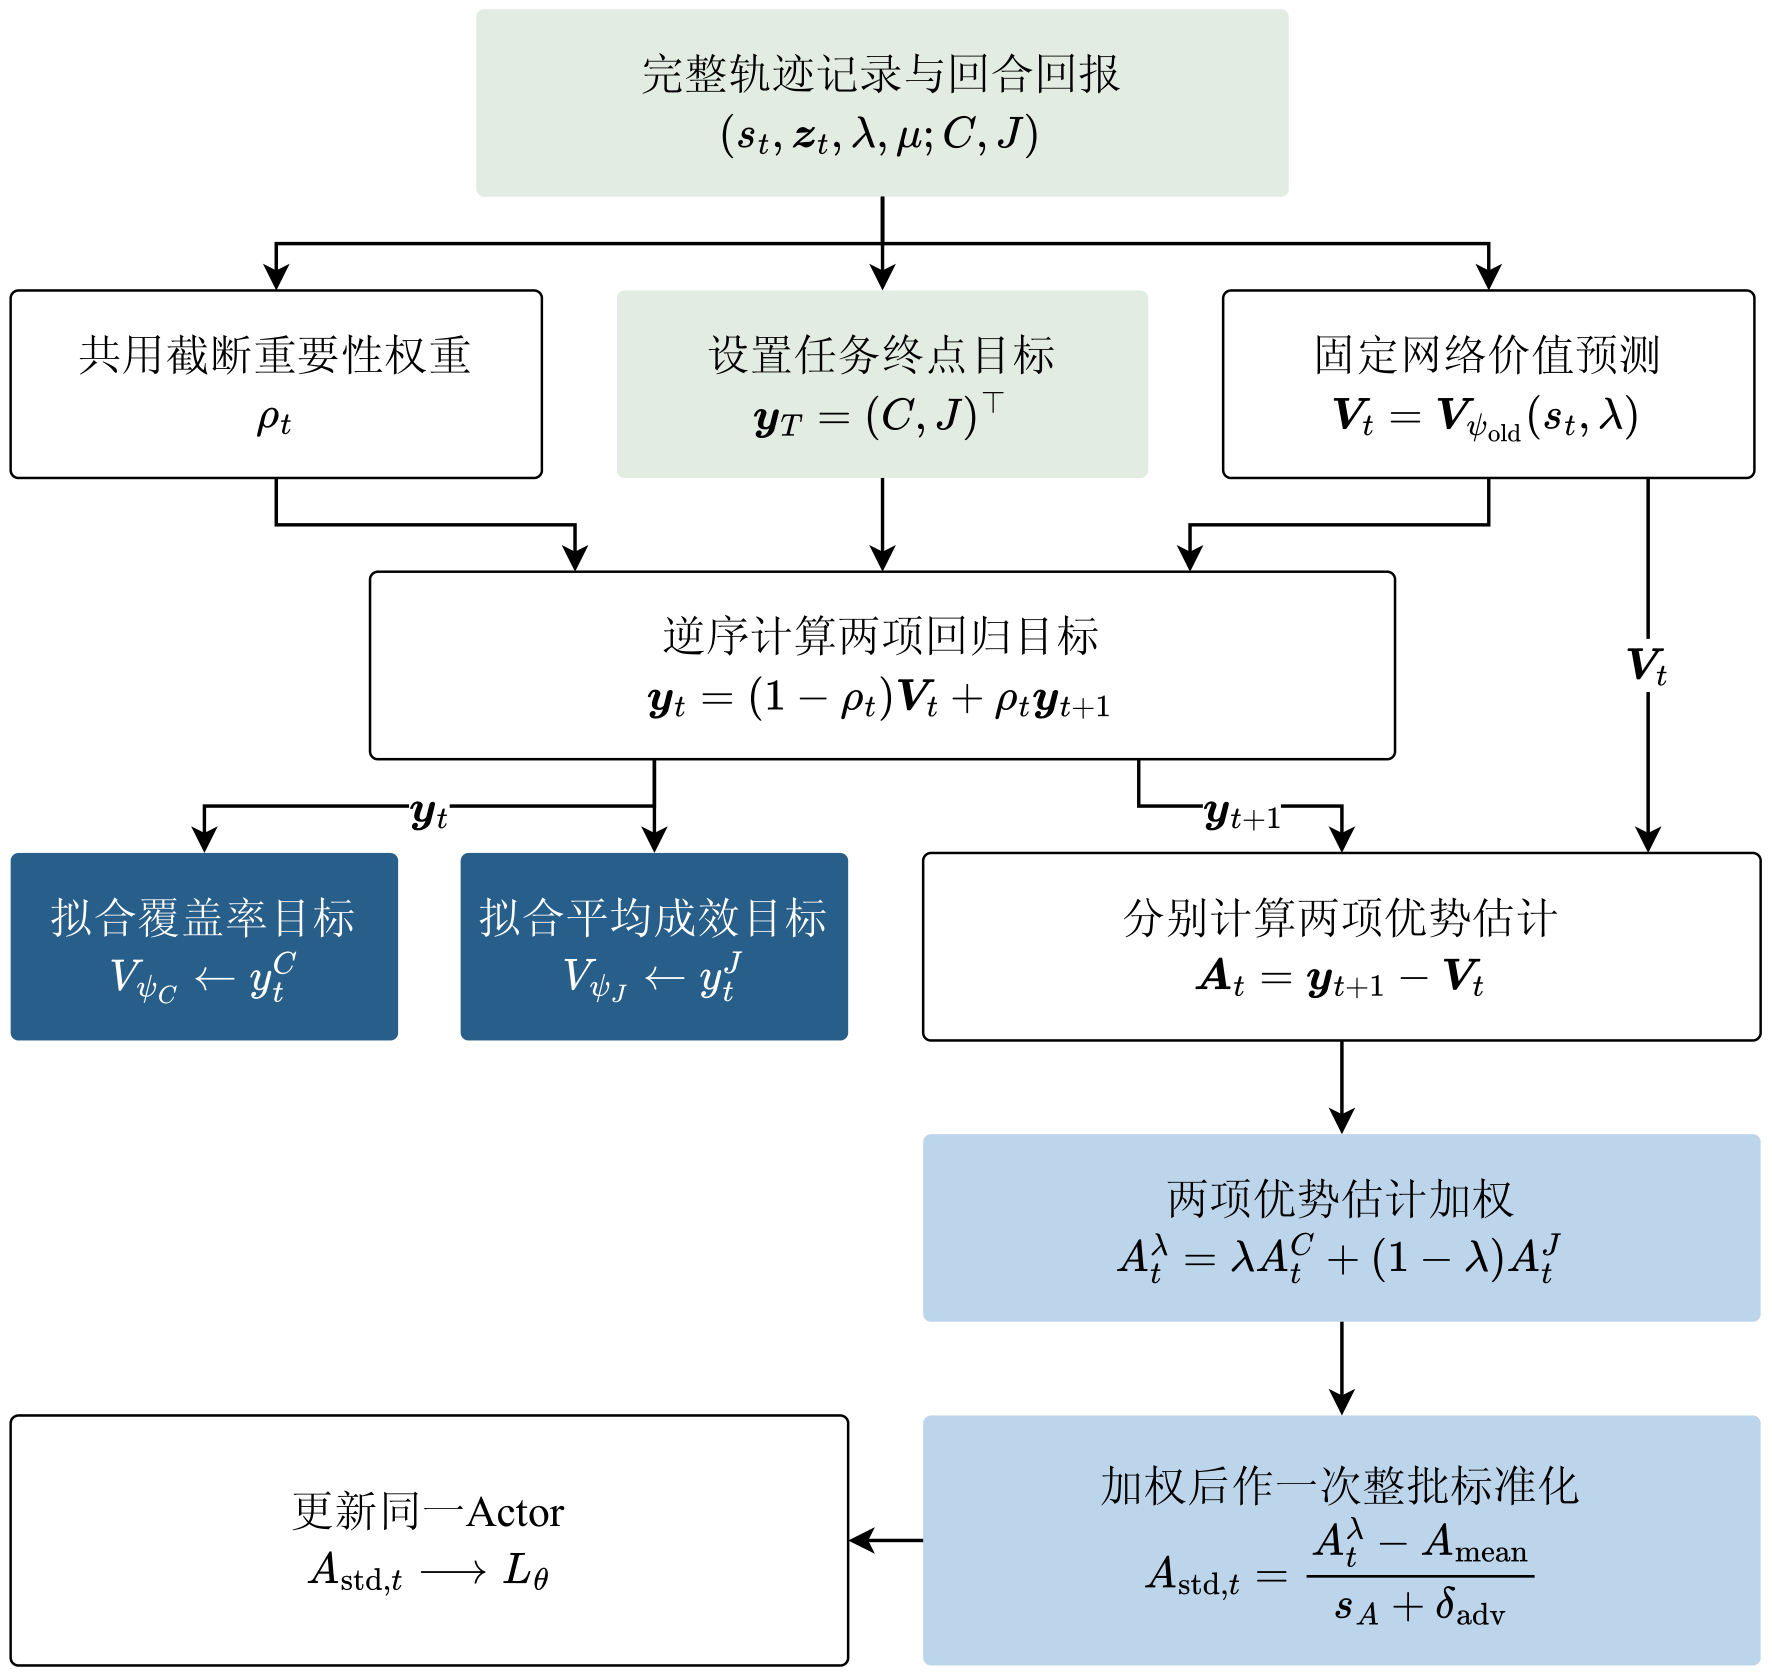 完整轨迹记录与回合回报
(s_t, z_t, λ, μ; C, J)
共用截断重要性权重
ρ_t
设置任务终点目标
y_T = (C, J)^⊤
固定网络价值预测
V_t = V_{ψ_old}(s_t, λ)
逆序计算两项回归目标
y_t = (1 − ρ_t)V_t + ρ_t y_{t+1}
V_t
y_t
y_{t+1}
拟合覆盖率目标
V_{ψ_C} ← y_t^C
拟合平均成效目标
V_{ψ_J} ← y_t^J
分别计算两项优势估计
A_t = y_{t+1} − V_t
两项优势估计加权
A_t^λ = λA_t^C + (1 − λ)A_t^J
加权后作一次整批标准化
A_{std,t} = \frac{A_t^λ − A_{mean}}{s_A + δ_{adv}}
更新同一Actor
A_{std,t} ⟶ L_θ